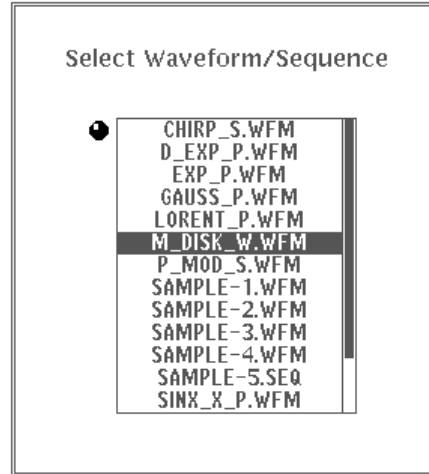 Select Waveform/Sequence
CHIRP_S.WFM
D_EXP_P.WFM
EXP_P.WFM
GAUSS_P.WFM
LORENT_P.WFM
M_DISK_W.WFM
P_MOD_S.WFM
SAMPLE-1.WFM
SAMPLE-2.WFM
SAMPLE-3.WFM
SAMPLE-4.WFM
SAMPLE-5.SEQ
SINX_X_P.WFM